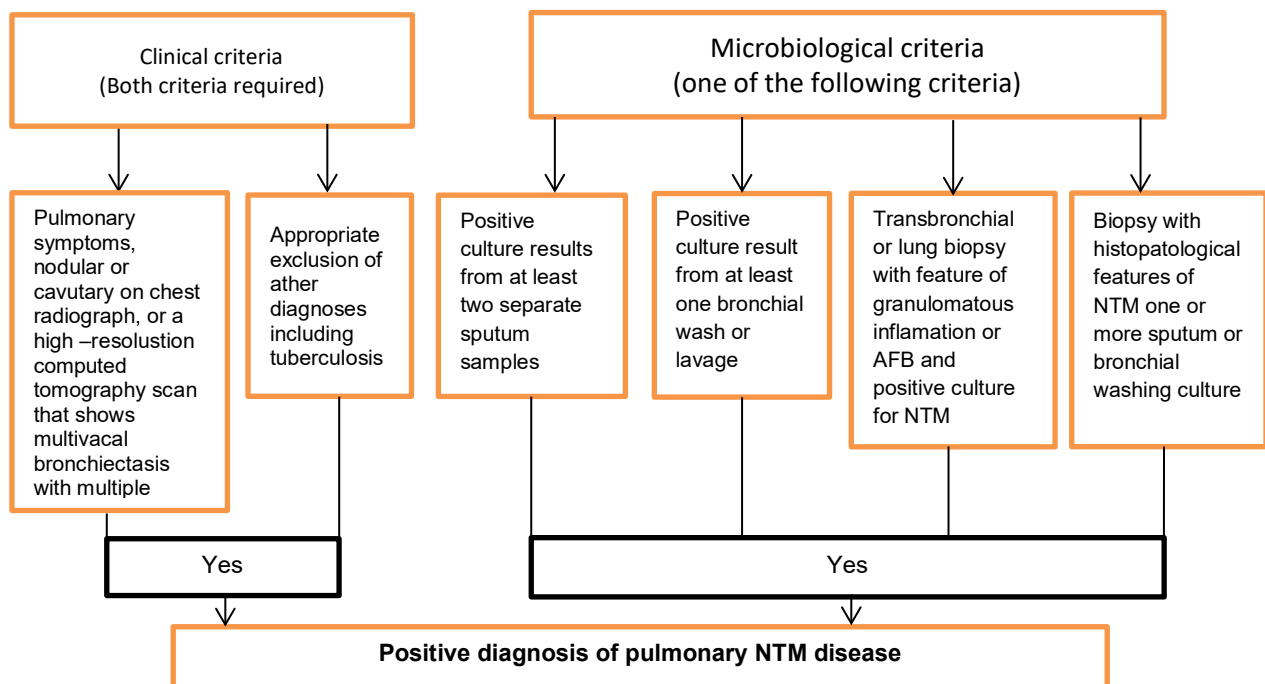 Clinical criteria
(Both criteria required)
Microbiological criteria
(one of the following criteria)
Pulmonary
symptoms,
nodular or
cavutary on chest
radiograph, or a
high –resolustion
computed
tomography scan
that shows
multivacal
bronchiectasis
with multiple
Appropriate
exclusion of
ather
diagnoses
including
tuberculosis
Positive
culture results
from at least
two separate
sputum
samples
Positive
culture result
from at least
one bronchial
wash or
lavage
Transbronchial
or lung biopsy
with feature of
granulomatous
inflamation or
AFB and
positive culture
for NTM
Biopsy with
histopatological
features of
NTM one or
more sputum or
bronchial
washing culture
Yes
Yes
Positive diagnosis of pulmonary NTM disease